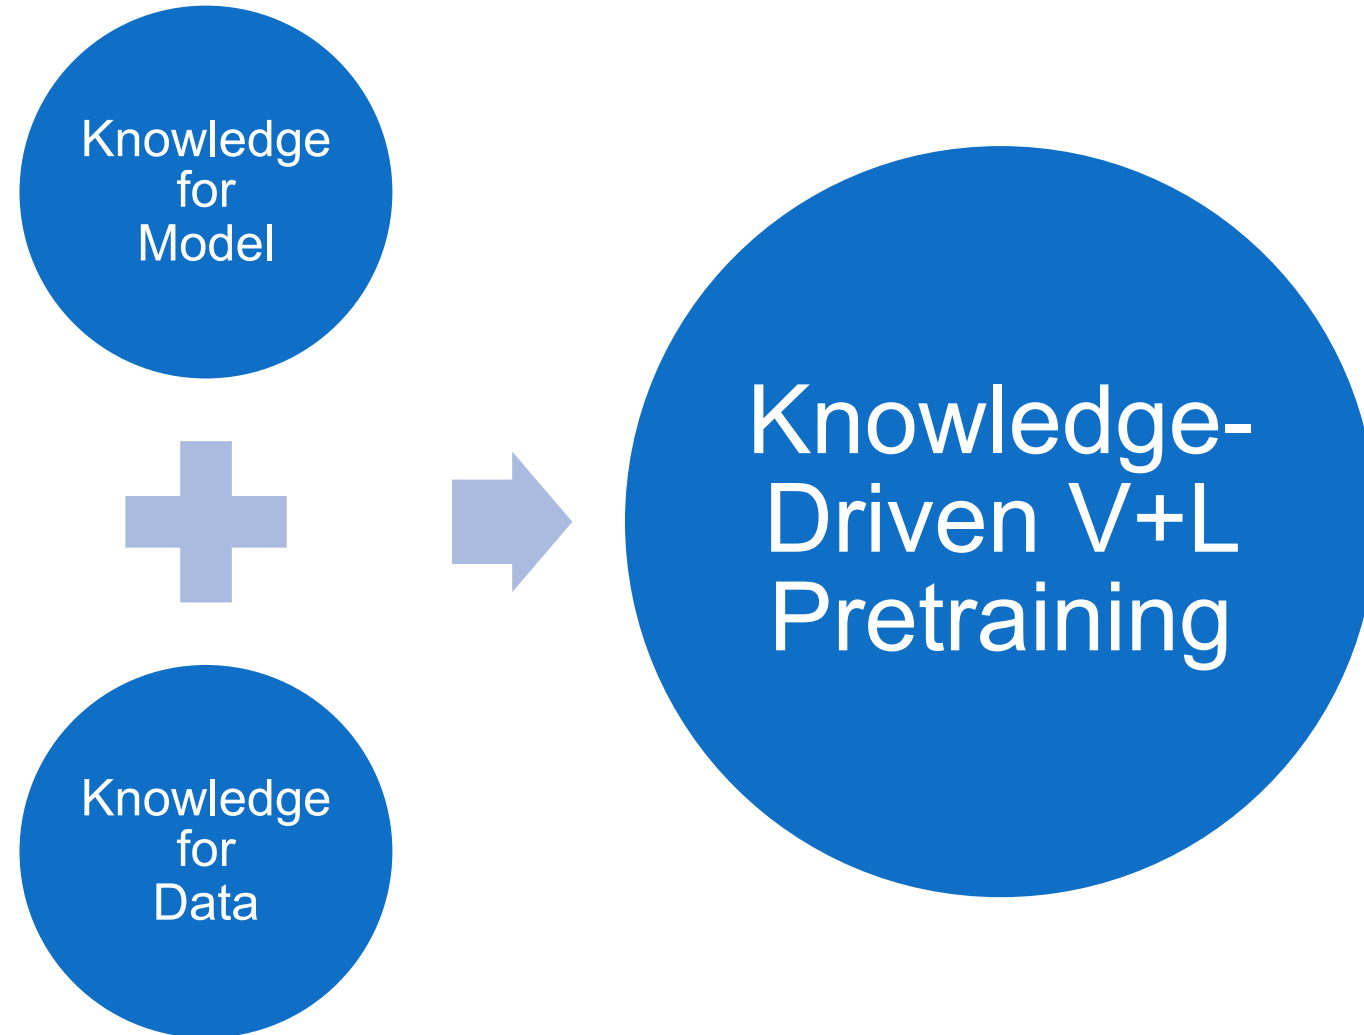 Knowledge
for
Model
Knowledge
for
Data
Knowledge-
Driven V+L
Pretraining